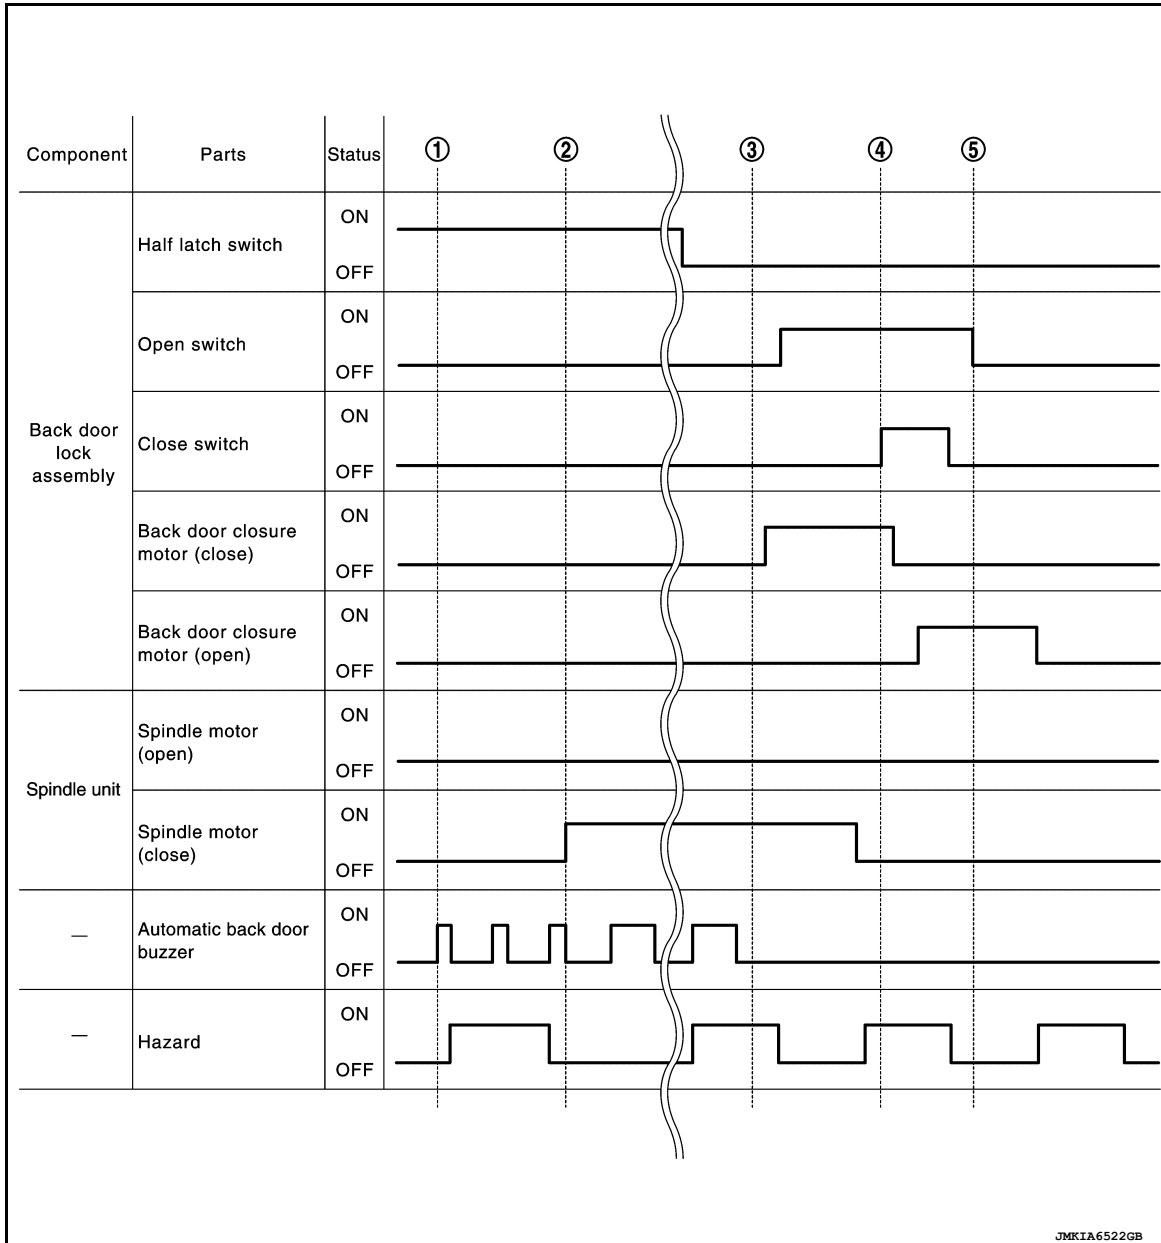 Component Parts Status ① ② ③ ④ ⑤
Back door
lock
assembly
Half latch switch
ON
OFF
Open switch
ON
OFF
Close switch
ON
OFF
Back door closure
motor (close)
ON
OFF
Back door closure
motor (open)
ON
OFF
Spindle unit
Spindle motor
(open)
ON
OFF
Spindle motor
(close)
ON
OFF
—
Automatic back door
buzzer
ON
OFF
—
Hazard
ON
OFF
JMKIA6522GB